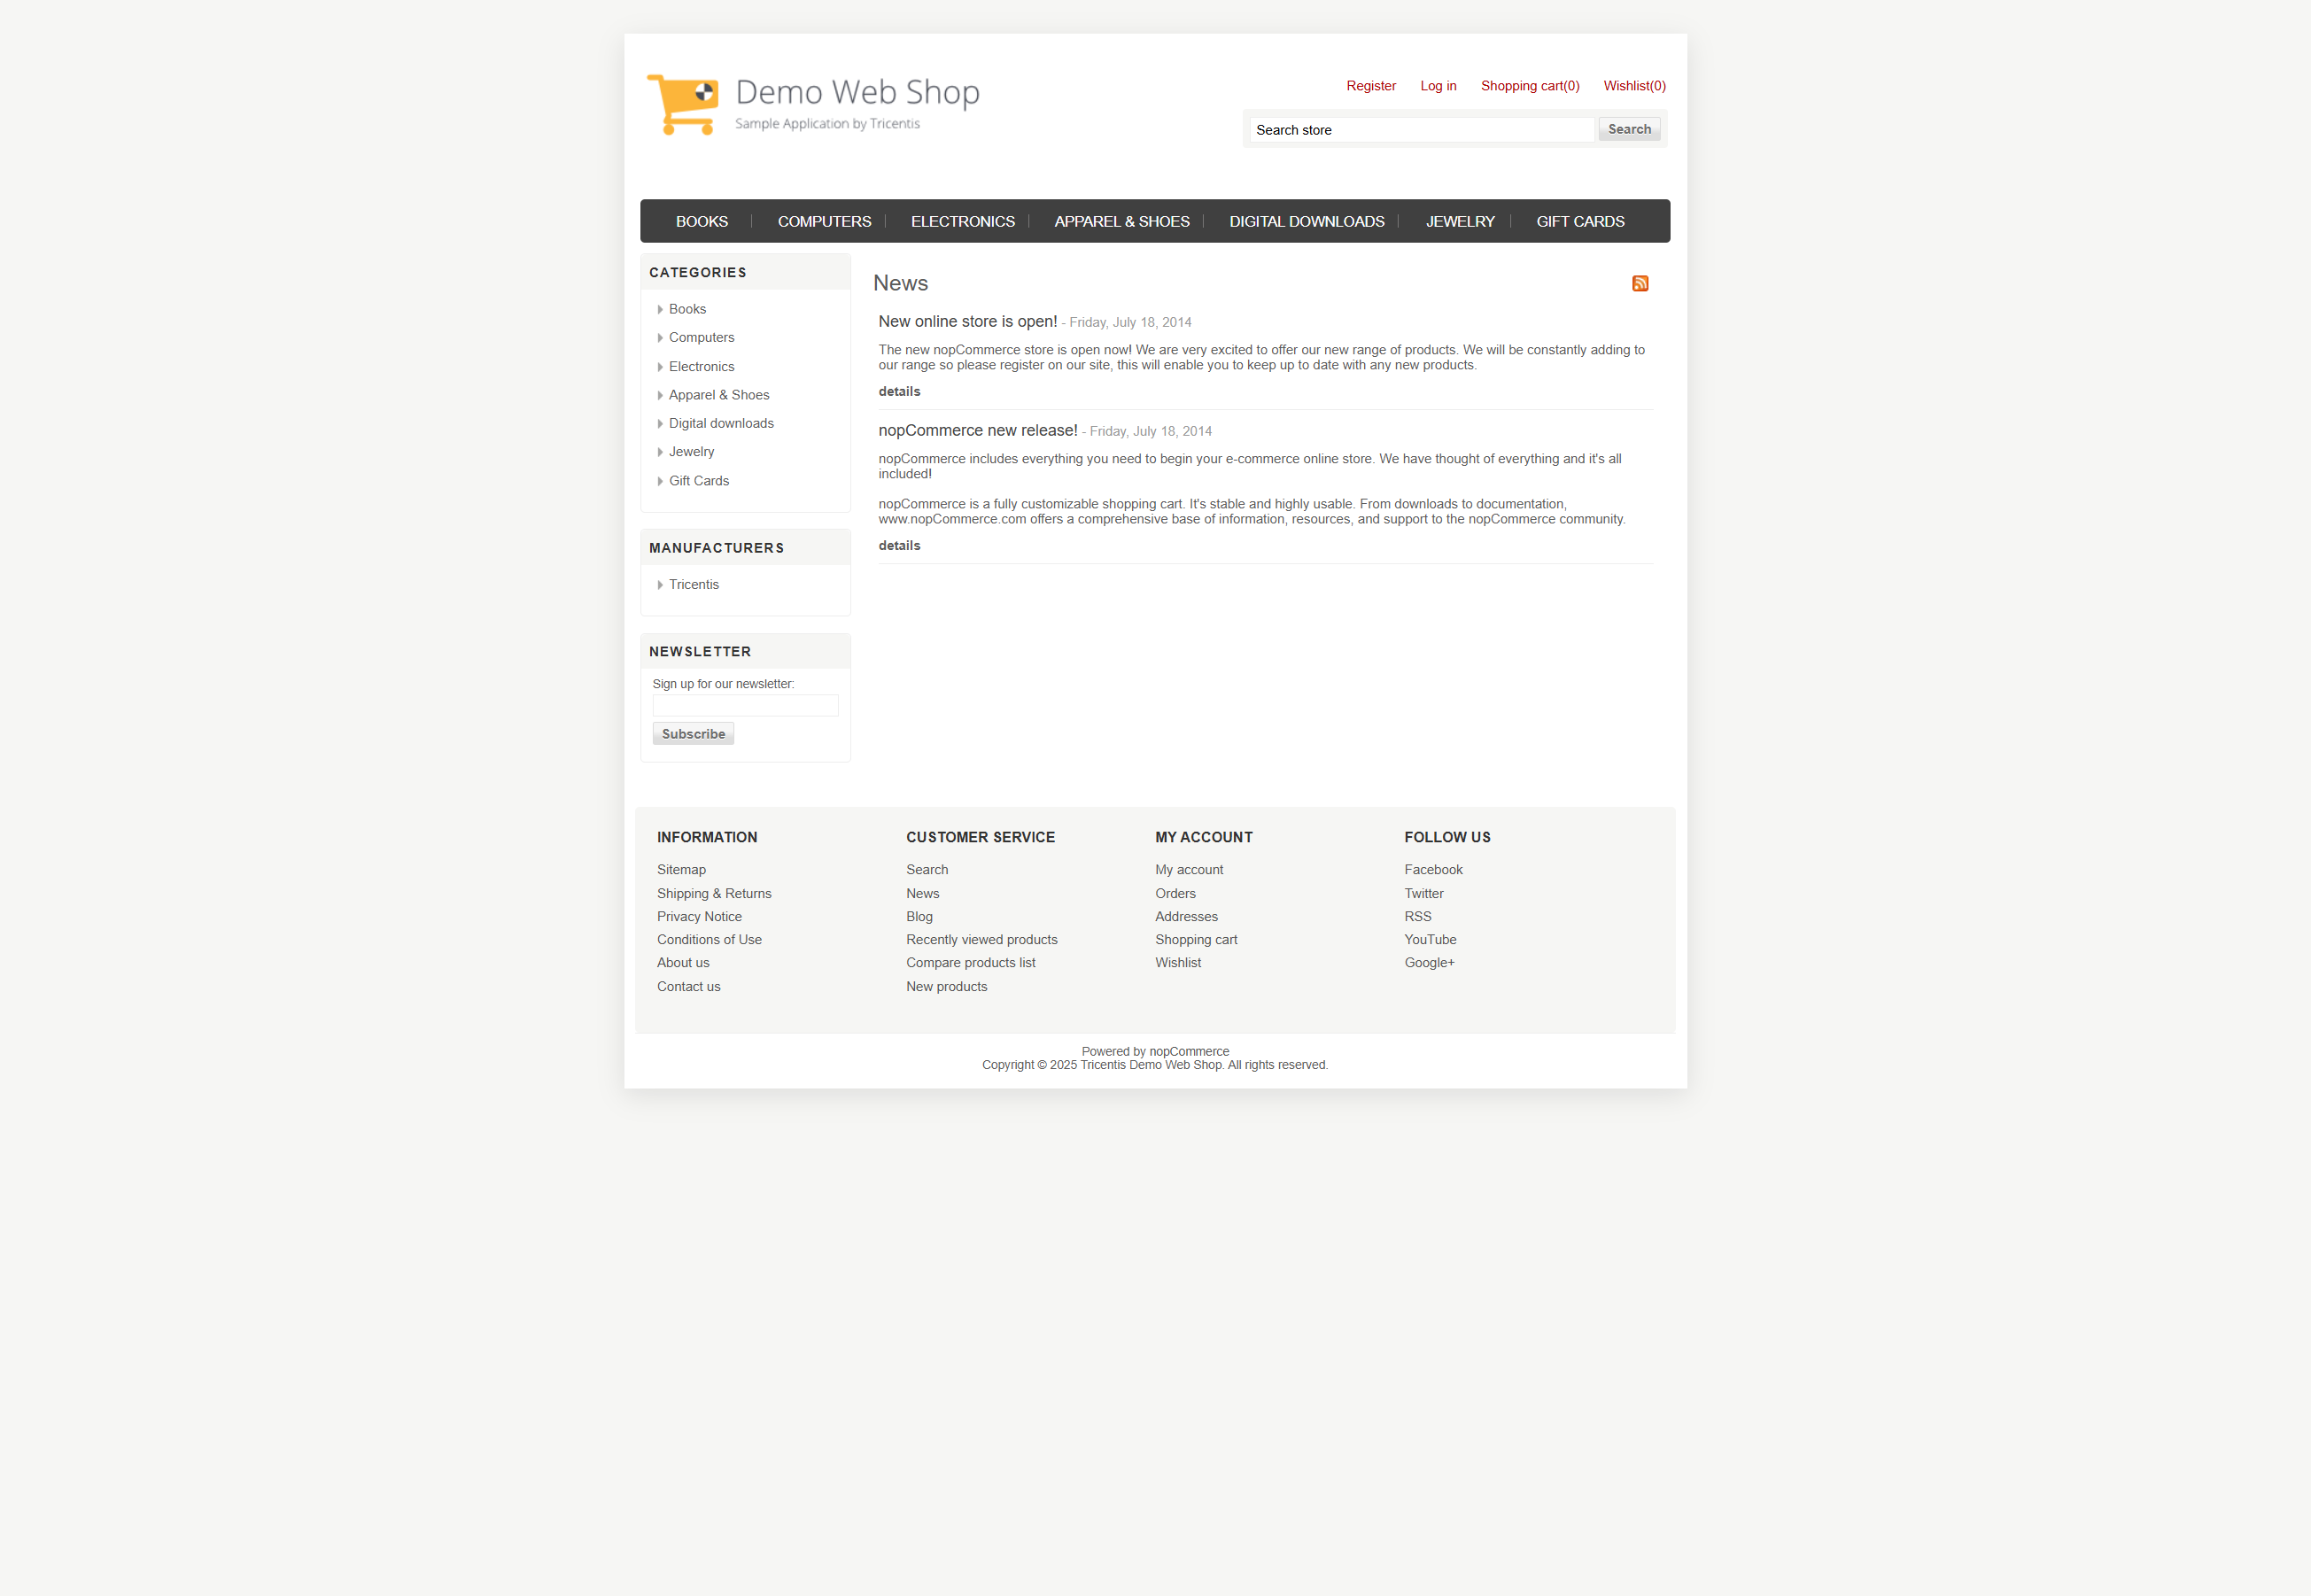 Demo Web Shop
Sample Application by Tricentis
Register
Log in
Shopping cart(0)
Wishlist(0)
Search store
Search
BOOKS
COMPUTERS
ELECTRONICS
APPAREL & SHOES
DIGITAL DOWNLOADS
JEWELRY
GIFT CARDS
CATEGORIES
Books
Computers
Electronics
Apparel & Shoes
Digital downloads
Jewelry
Gift Cards
MANUFACTURERS
Tricentis
NEWSLETTER
Sign up for our newsletter:
Subscribe
News
New online store is open! - Friday, July 18, 2014
The new nopCommerce store is open now! We are very excited to offer our new range of products. We will be constantly adding to
our range so please register on our site, this will enable you to keep up to date with any new products.
details
nopCommerce new release! - Friday, July 18, 2014
nopCommerce includes everything you need to begin your e-commerce online store. We have thought of everything and it's all
included!
nopCommerce is a fully customizable shopping cart. It's stable and highly usable. From downloads to documentation,
www.nopCommerce.com offers a comprehensive base of information, resources, and support to the nopCommerce community.
details
INFORMATION
Sitemap
Shipping & Returns
Privacy Notice
Conditions of Use
About us
Contact us
CUSTOMER SERVICE
Search
News
Blog
Recently viewed products
Compare products list
New products
MY ACCOUNT
My account
Orders
Addresses
Shopping cart
Wishlist
FOLLOW US
Facebook
Twitter
RSS
YouTube
Google+
Powered by nopCommerce
Copyright © 2025 Tricentis Demo Web Shop. All rights reserved.